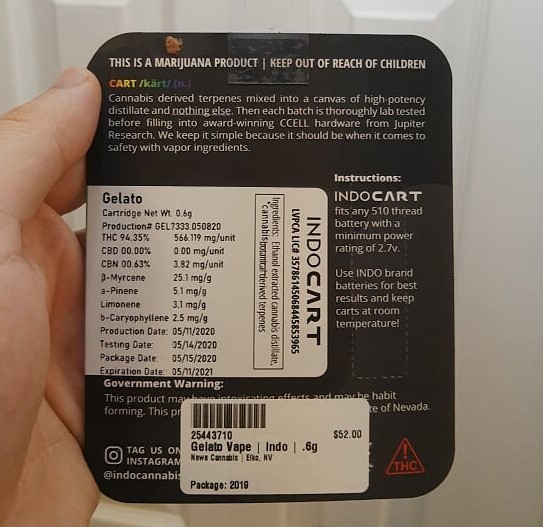 THIS IS A MARIJUANA PRODUCT | KEEP OUT OF REACH OF CHILDREN
CART /kärt/ (n.)
Cannabis derived terpenes mixed into a canvas of high-potency
distillate and nothing else. Then each batch is thoroughly lab tested
before filling into award-winning CCELL hardware from Jupiter
Research. We keep it simple because it should be when it comes to
safety with vapor ingredients.
Gelato
Cartridge Net Wt. 0.6g
Production# GEL7333.050820
THC 94.35% 566.119 mg/unit
CBD 00.00% 0.00 mg/unit
CBN 00.63% 3.82 mg/unit
β-Myrcene 25.1 mg/g
a-Pinene 5.1 mg/g
Limonene 3.1 mg/g
b-Caryophyllene 2.5 mg/g
Production Date: 05/11/2020
Testing Date: 05/14/2020
Package Date: 05/15/2020
Expiration Date: 05/11/2021
Ingredients: Ethanol extracted cannabis distillate,
derived terpenes
INDOCART
LVPCA LIC# 35786145068445853965
Instructions:
INDOCART
fits any 510 thread
battery with a
minimum power
rating of 2.7v.
Use INDO brand
batteries for best
results and keep
carts at room
temperature!
Government Warning:
This product may have intoxicating effects and may be habit
forming. This pr te of Nevada.
25443710 $52.00
Gelato Vape | Indo | .6g
News Cannabis | Elko, NV
Package: 2019
TAG US ON
INSTAGRAM
@indocannabis
THC